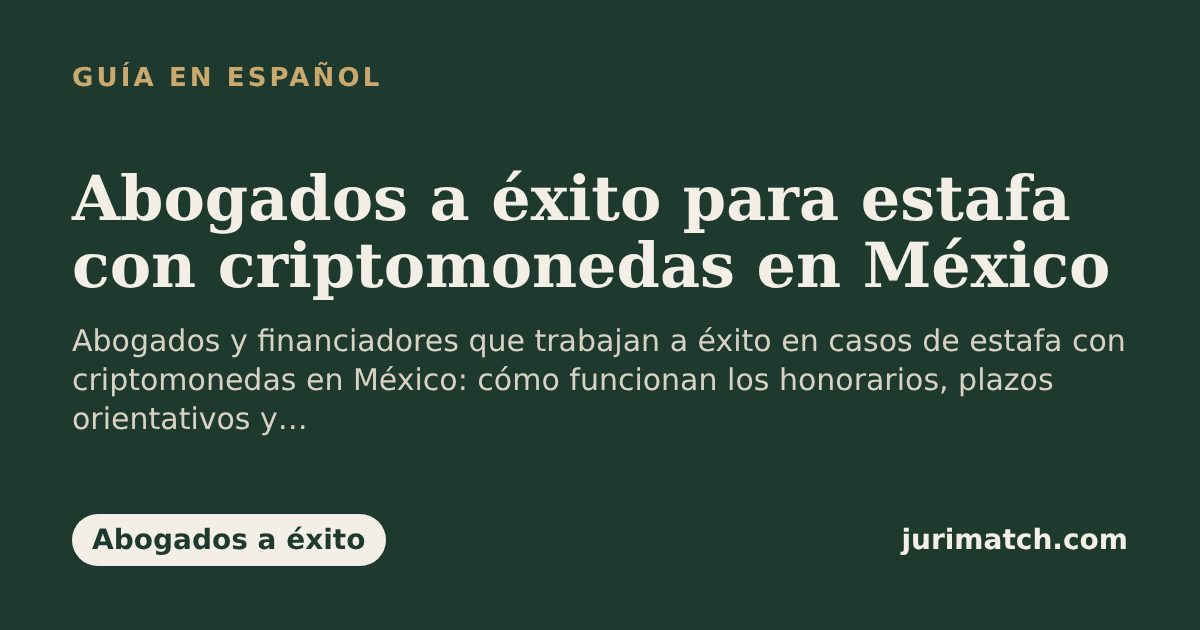 GUÍA EN ESPAÑOL
Abogados a éxito para estafa
con criptomonedas en México
Abogados y financiadores que trabajan a éxito en casos de estafa con
criptomonedas en México: cómo funcionan los honorarios, plazos
orientativos y…
Abogados a éxito
jurimatch.com